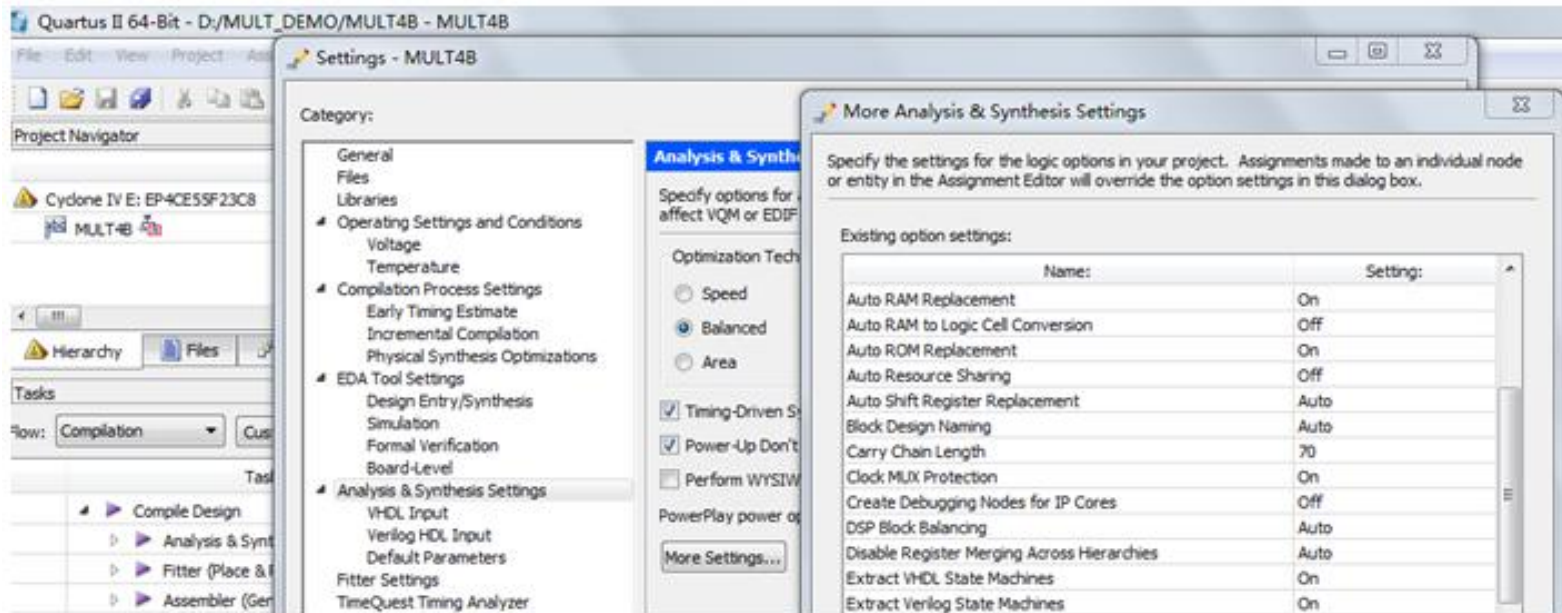 Quartus II 64-Bit - D:/MULT_DEMO/MULT4B - MULT4B
File Edit View Project
Project Navigator
Cyclone IV E: EP4CE55F23C8
MULT4B
Hierarchy
Files
Tasks
Flow: Compilation
Cus
Tas
Compile Design
Analysis & Synt
Fitter (Place & R
Assembler (Gen
Settings - MULT4B
Category:
General
Files
Libraries
Operating Settings and Conditions
Voltage
Temperature
Compilation Process Settings
Early Timing Estimate
Incremental Compilation
Physical Synthesis Optimizations
EDA Tool Settings
Design Entry/Synthesis
Simulation
Formal Verification
Board-Level
Analysis & Synthesis Settings
VHDL Input
Verilog HDL Input
Default Parameters
Fitter Settings
TimeQuest Timing Analyzer
Analysis & Synthe
Specify options for
affect VQM or EDIF
Optimization Tech
Speed
Balanced
Area
Timing-Driven Sy
Power-Up Don't
Perform WYSIW
PowerPlay power op
More Settings...
More Analysis & Synthesis Settings
Specify the settings for the logic options in your project. Assignments made to an individual node
or entity in the Assignment Editor will override the option settings in this dialog box.
Existing option settings:
Name: Setting:
Auto RAM Replacement On
Auto RAM to Logic Cell Conversion Off
Auto ROM Replacement On
Auto Resource Sharing Off
Auto Shift Register Replacement Auto
Block Design Naming Auto
Carry Chain Length 70
Clock MUX Protection On
Create Debugging Nodes for IP Cores Off
DSP Block Balancing Auto
Disable Register Merging Across Hierarchies Auto
Extract VHDL State Machines On
Extract Verilog State Machines On